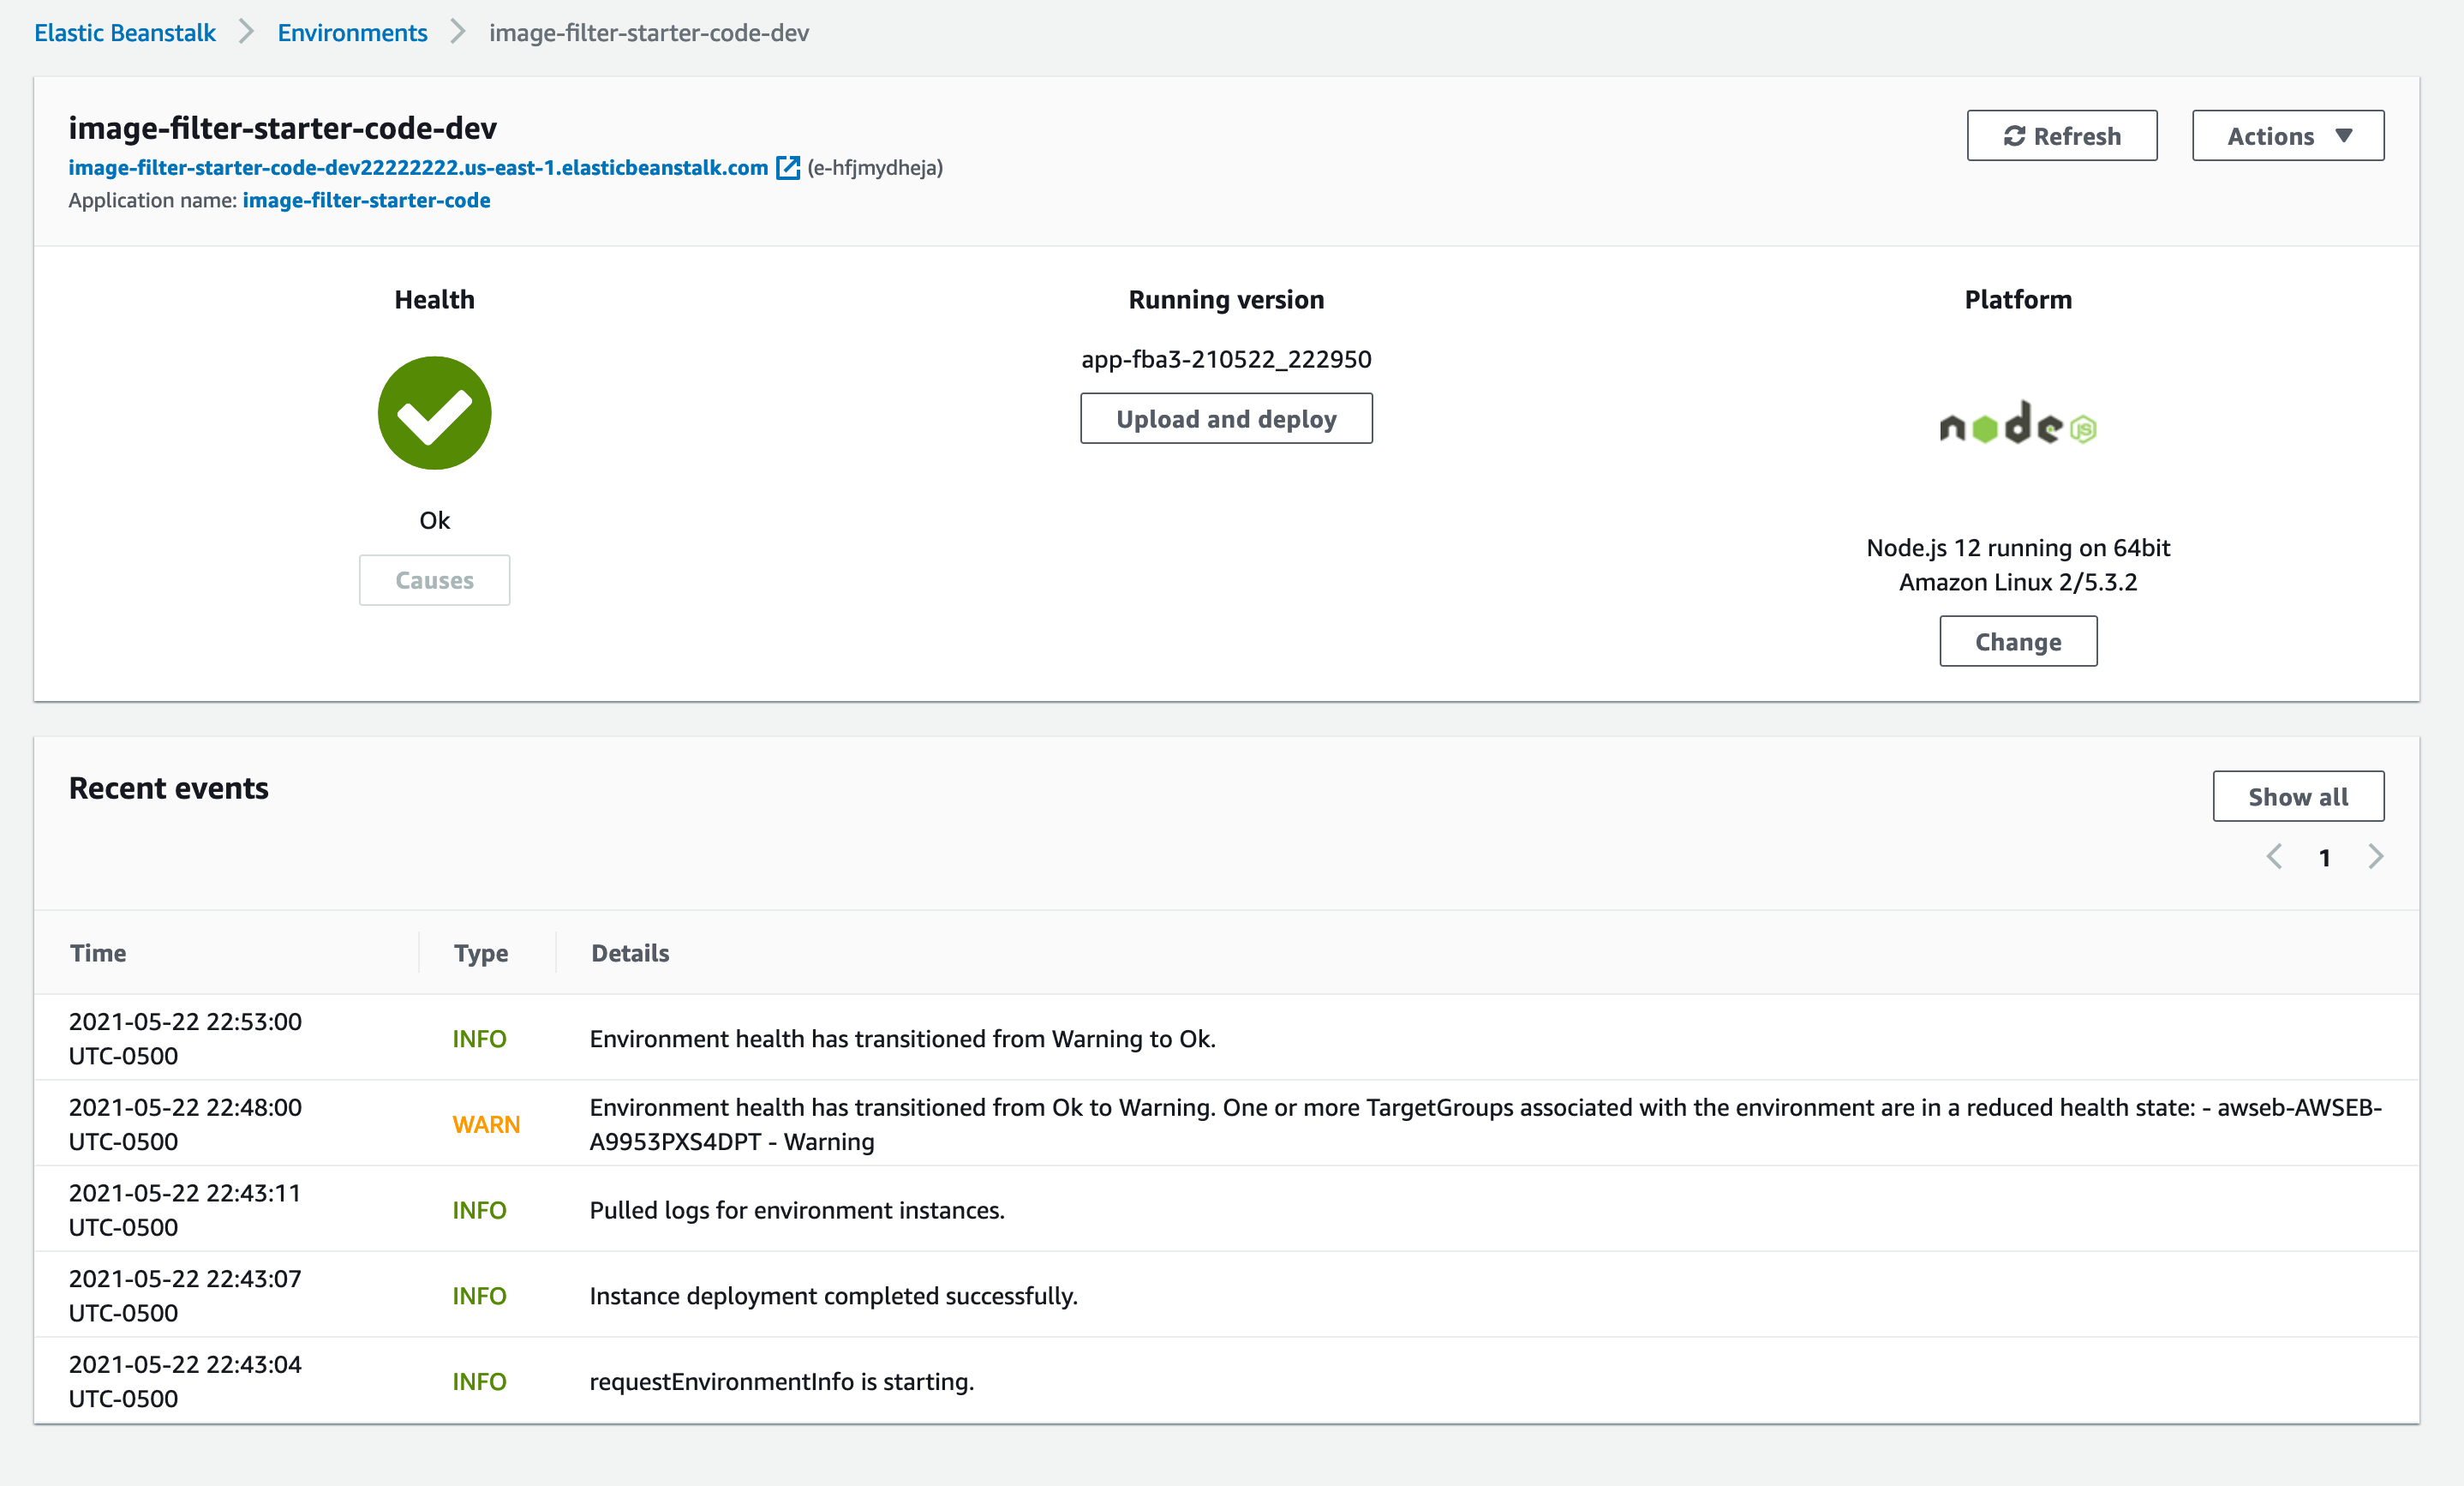 Elastic Beanstalk > Environments > image-filter-starter-code-dev
image-filter-starter-code-dev
Refresh
Actions
image-filter-starter-code-dev22222222.us-east-1.elasticbeanstalk.com (e-hfjmydheja)
Application name: image-filter-starter-code
Health
Ok
Causes
Running version
app-fba3-210522_222950
Upload and deploy
Platform
node JS
Node.js 12 running on 64bit
Amazon Linux 2/5.3.2
Change
Recent events
Show all
< 1 >
Time Type Details
2021-05-22 22:53:00
UTC-0500
INFO
Environment health has transitioned from Warning to Ok.
2021-05-22 22:48:00
UTC-0500
WARN
Environment health has transitioned from Ok to Warning. One or more TargetGroups associated with the environment are in a reduced health state: - awseb-AWSEB-
A9953PXS4DPT - Warning
2021-05-22 22:43:11
UTC-0500
INFO
Pulled logs for environment instances.
2021-05-22 22:43:07
UTC-0500
INFO
Instance deployment completed successfully.
2021-05-22 22:43:04
UTC-0500
INFO
requestEnvironmentInfo is starting.